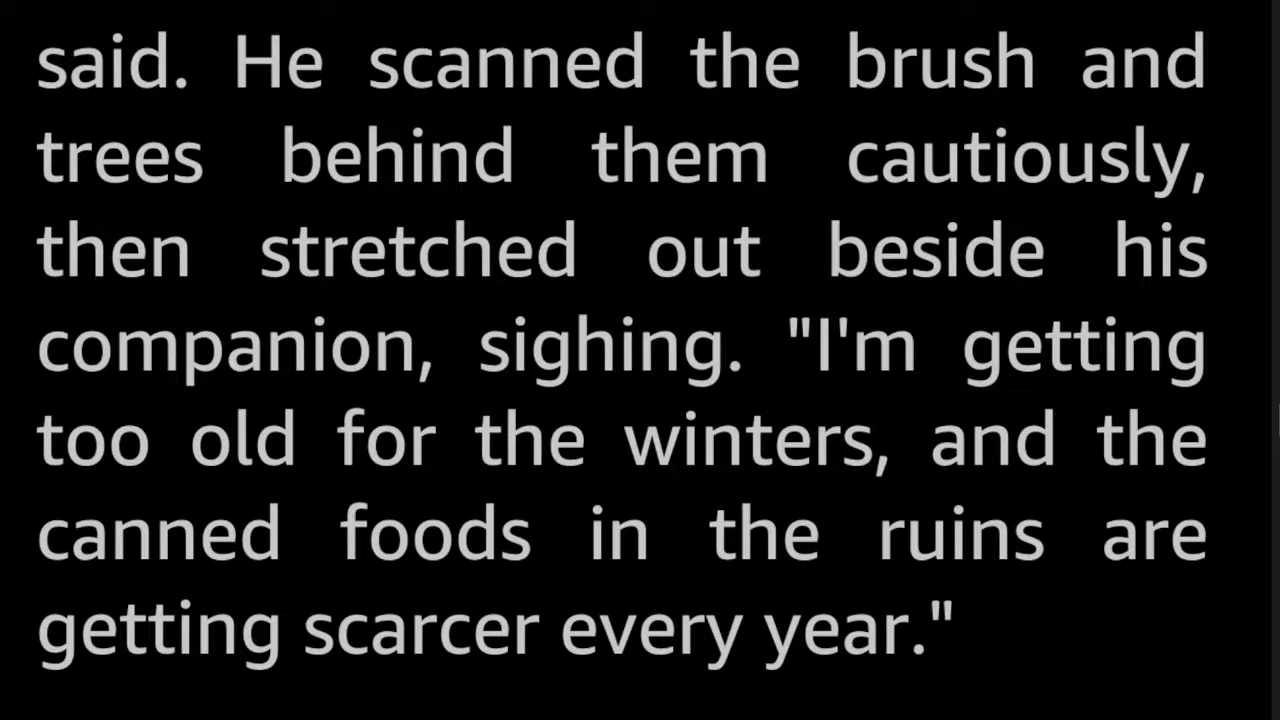 said. He scanned the brush and
trees behind them cautiously,
then stretched out beside his
companion, sighing. "I'm getting
too old for the winters, and the
canned foods in the ruins are
getting scarcer every year."